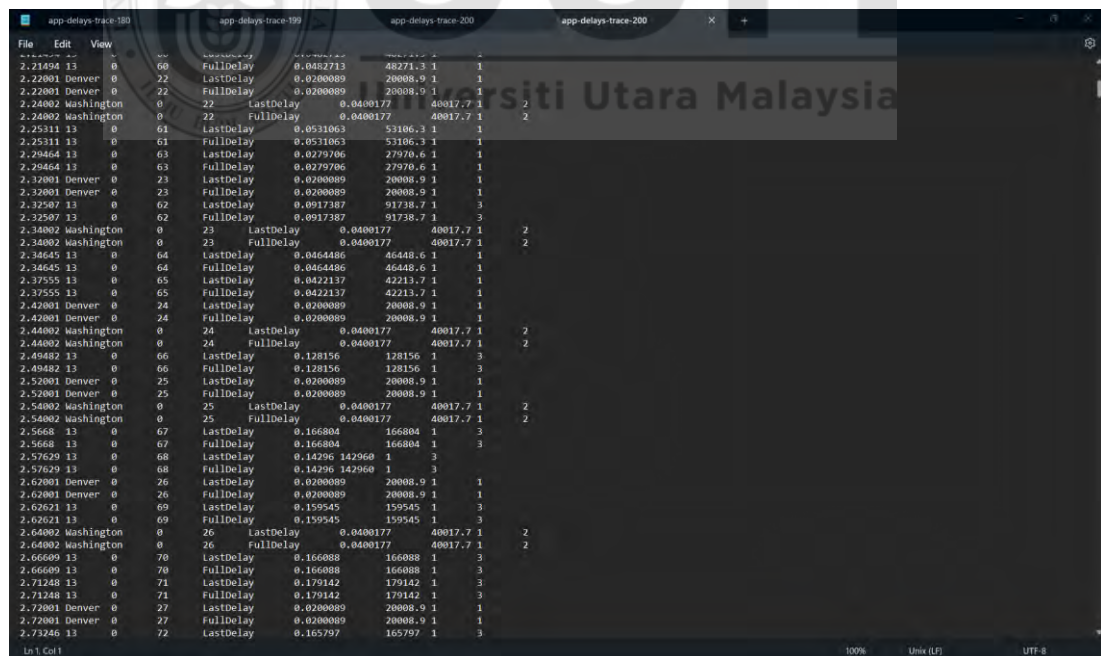 app-delays-trace-180 app-delays-trace-199 app-delays-trace-200 app-delays-trace-200 × +
File Edit View
Universiti Utara Malaysia
2.21494 13 0 60 FullDelay 0.0482713 48271.3 1 1
2.22001 Denver 0 22 LastDelay 0.0200089 20008.9 1 1
2.22001 Denver 0 22 FullDelay 0.0200089 20008.9 1 1
2.24002 Washington 0 22 LastDelay 0.0400177 40017.7 1 2
2.24002 Washington 0 22 FullDelay 0.0400177 40017.7 1 2
2.25311 13 0 61 LastDelay 0.0531063 53106.3 1 1
2.25311 13 0 61 FullDelay 0.0531063 53106.3 1 1
2.29464 13 0 63 LastDelay 0.0279706 27970.6 1 1
2.29464 13 0 63 FullDelay 0.0279706 27970.6 1 1
2.32001 Denver 0 23 LastDelay 0.0200089 20008.9 1 1
2.32001 Denver 0 23 FullDelay 0.0200089 20008.9 1 1
2.32507 13 0 62 LastDelay 0.0917387 91738.7 1 3
2.32507 13 0 62 FullDelay 0.0917387 91738.7 1 3
2.34002 Washington 0 23 LastDelay 0.0400177 40017.7 1 2
2.34002 Washington 0 23 FullDelay 0.0400177 40017.7 1 2
2.34645 13 0 64 LastDelay 0.0464486 46448.6 1 1
2.34645 13 0 64 FullDelay 0.0464486 46448.6 1 1
2.37555 13 0 65 LastDelay 0.0422137 42213.7 1 1
2.37555 13 0 65 FullDelay 0.0422137 42213.7 1 1
2.42001 Denver 0 24 LastDelay 0.0200089 20008.9 1 1
2.42001 Denver 0 24 FullDelay 0.0200089 20008.9 1 1
2.44002 Washington 0 24 LastDelay 0.0400177 40017.7 1 2
2.44002 Washington 0 24 FullDelay 0.0400177 40017.7 1 2
2.49482 13 0 66 LastDelay 0.128156 128156 1 3
2.49482 13 0 66 FullDelay 0.128156 128156 1 3
2.52001 Denver 0 25 LastDelay 0.0200089 20008.9 1 1
2.52001 Denver 0 25 FullDelay 0.0200089 20008.9 1 1
2.54002 Washington 0 25 LastDelay 0.0400177 40017.7 1 2
2.54002 Washington 0 25 FullDelay 0.0400177 40017.7 1 2
2.5668 13 0 67 LastDelay 0.166804 166804 1 3
2.5668 13 0 67 FullDelay 0.166804 166804 1 3
2.57629 13 0 68 LastDelay 0.14296 142960 1 3
2.57629 13 0 68 FullDelay 0.14296 142960 1 3
2.62001 Denver 0 26 LastDelay 0.0200089 20008.9 1 1
2.62001 Denver 0 26 FullDelay 0.0200089 20008.9 1 1
2.62621 13 0 69 LastDelay 0.159545 159545 1 3
2.62621 13 0 69 FullDelay 0.159545 159545 1 3
2.64002 Washington 0 26 LastDelay 0.0400177 40017.7 1 2
2.64002 Washington 0 26 FullDelay 0.0400177 40017.7 1 2
2.66609 13 0 70 LastDelay 0.166088 166088 1 3
2.66609 13 0 70 FullDelay 0.166088 166088 1 3
2.71248 13 0 71 LastDelay 0.179142 179142 1 3
2.71248 13 0 71 FullDelay 0.179142 179142 1 3
2.72001 Denver 0 27 LastDelay 0.0200089 20008.9 1 1
2.72001 Denver 0 27 FullDelay 0.0200089 20008.9 1 1
2.73246 13 0 72 LastDelay 0.165797 165797 1 3
Ln 1, Col 1 100% Unix (LF) UTF-8